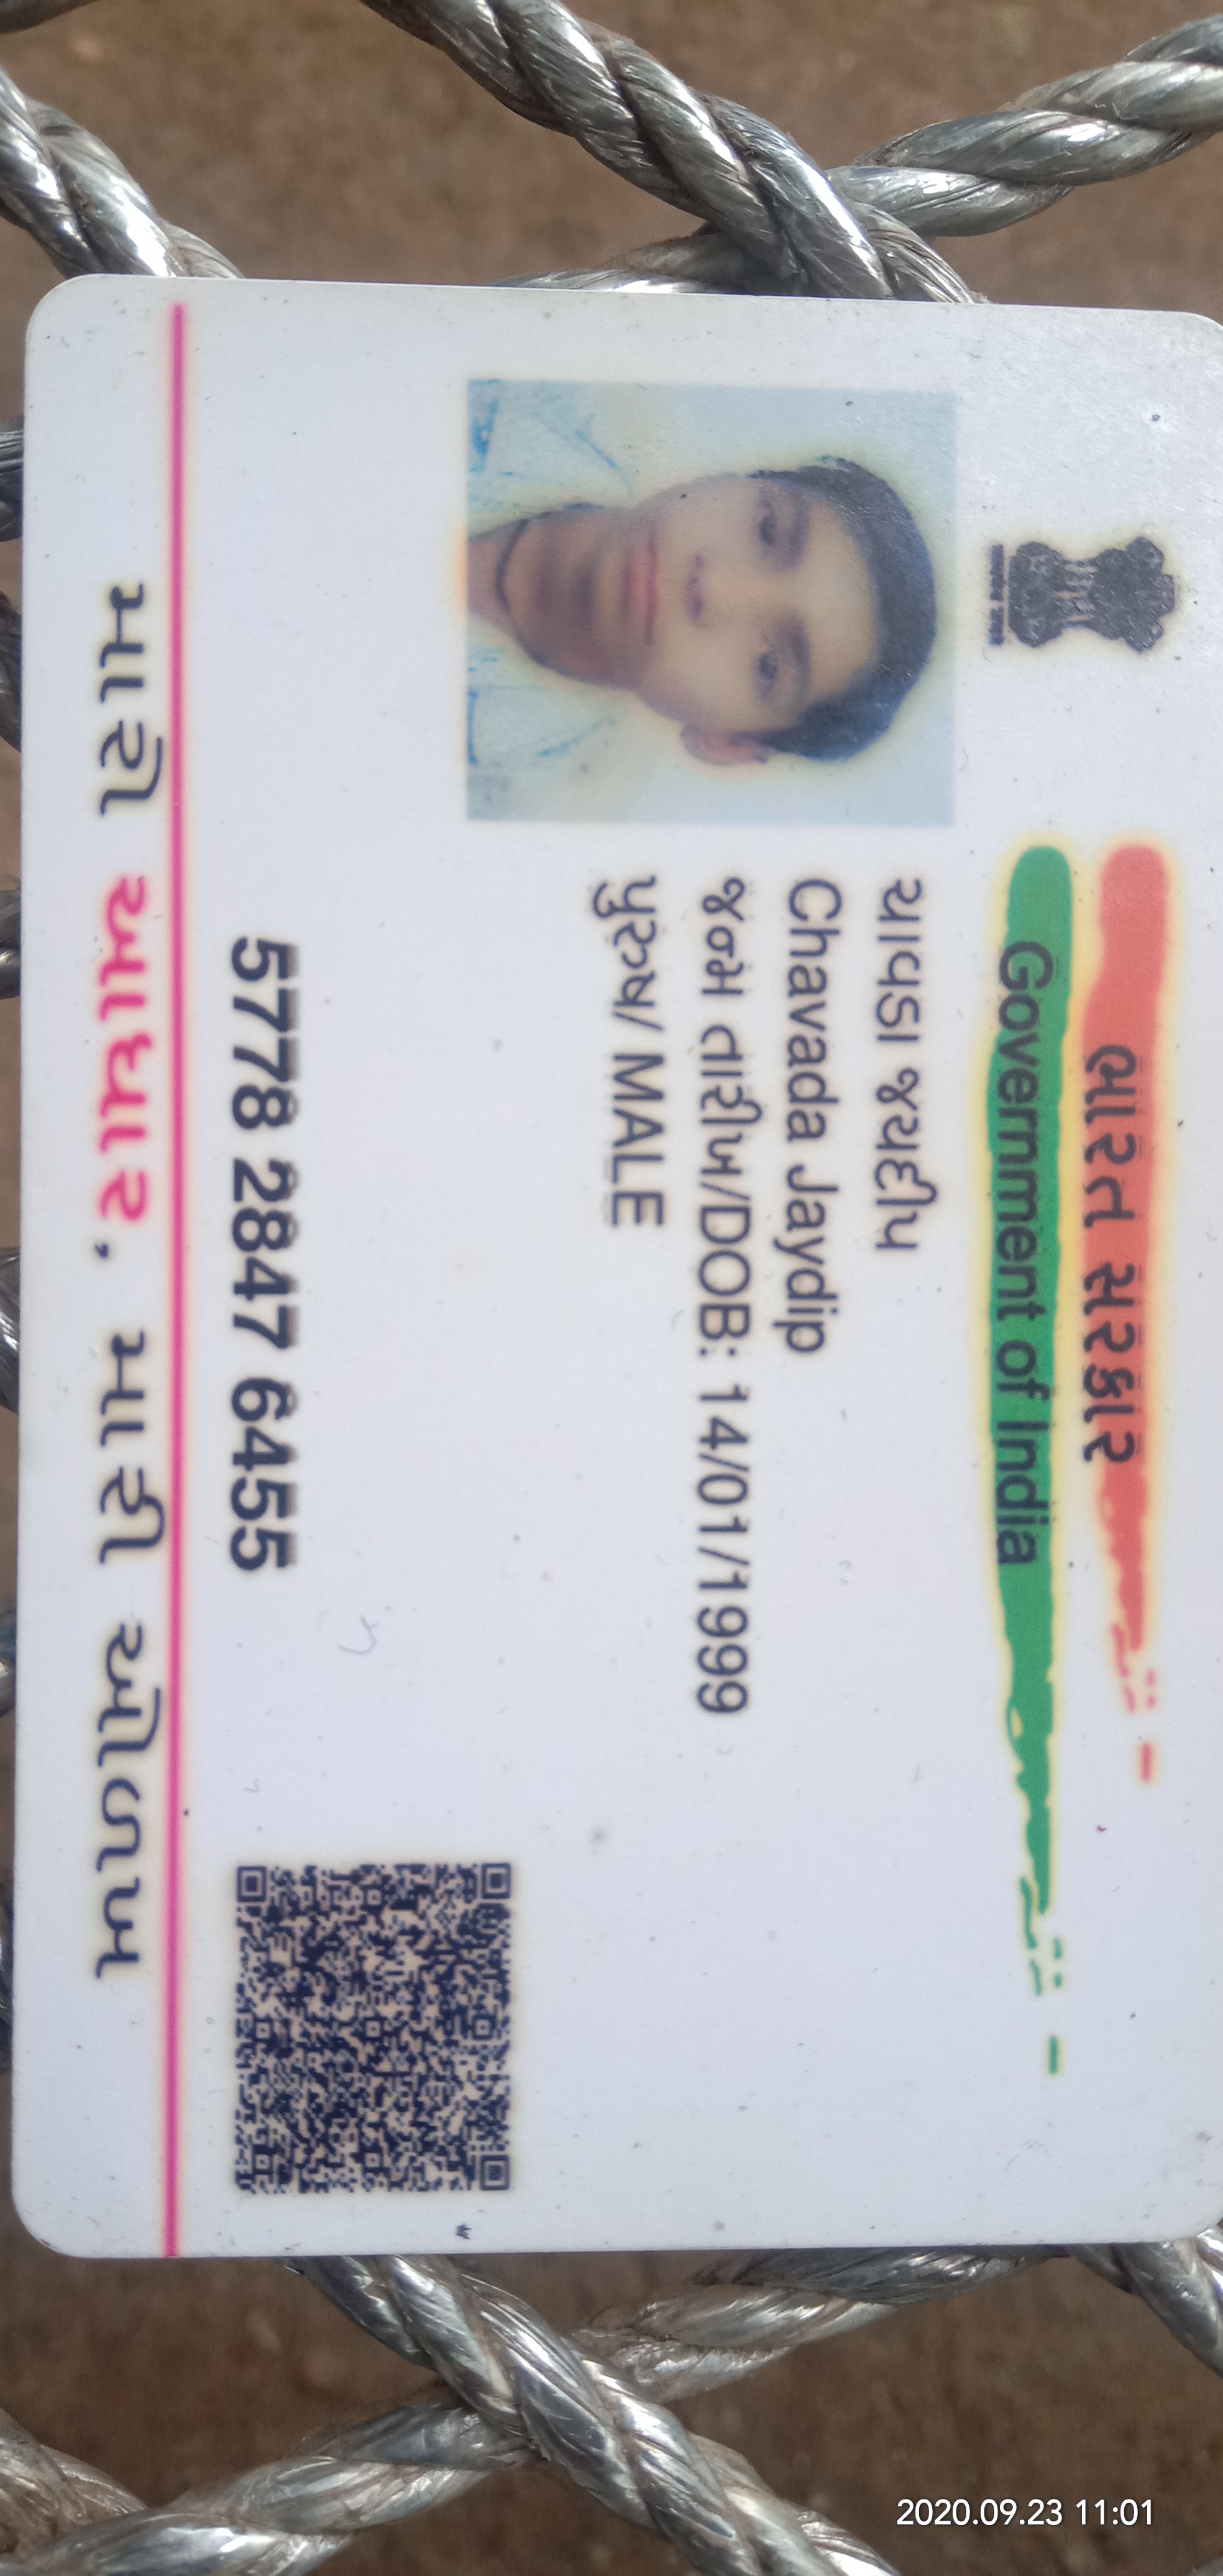 ભારત સરકાર
Government of India
ચાવડા જયદીપ
Chavada Jaydip
જન્મ તારીખ/DOB: 14/01/1999
પુરુષ/ MALE
5778 2847 6455
મારો આધાર, મારી ઓળખ
2020.09.23 11:01